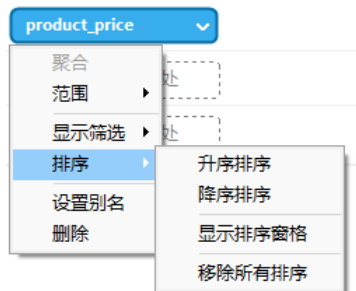 product_price
聚合
范围
处
显示筛选
处
排序
升序排序
降序排序
设置别名
显示排序窗格
删除
移除所有排序